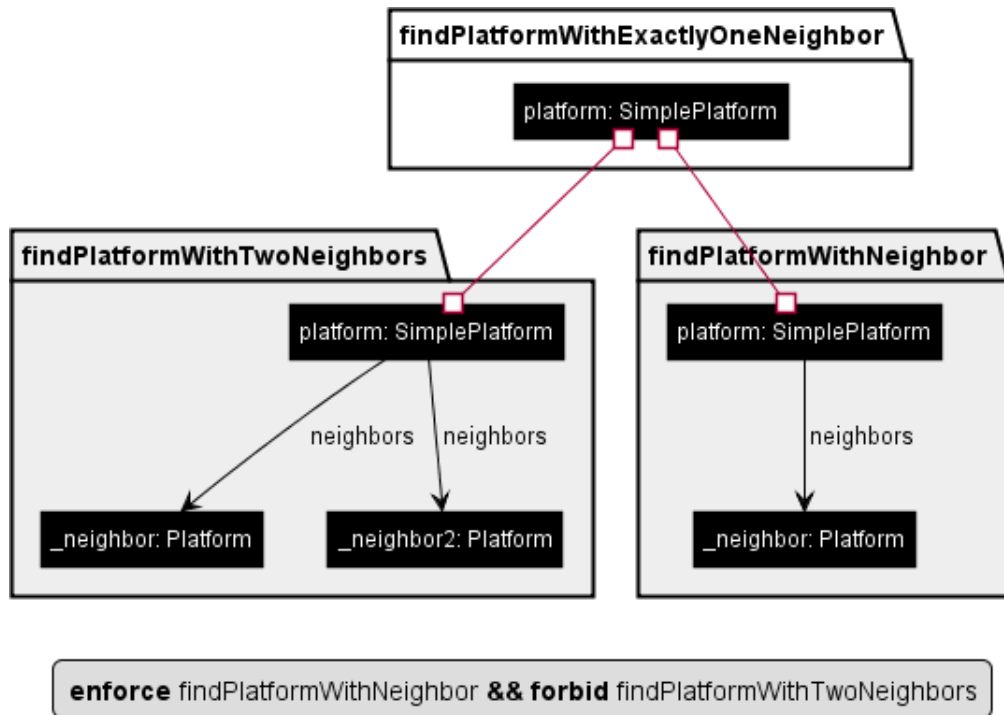 findPlatformWithExactlyOneNeighbor
platform: SimplePlatform
findPlatformWithTwoNeighbors
platform: SimplePlatform
neighbors
neighbors
_neighbor: Platform
_neighbor2: Platform
findPlatformWithNeighbor
platform: SimplePlatform
neighbors
_neighbor: Platform
enforce findPlatformWithNeighbor && forbid findPlatformWithTwoNeighbors